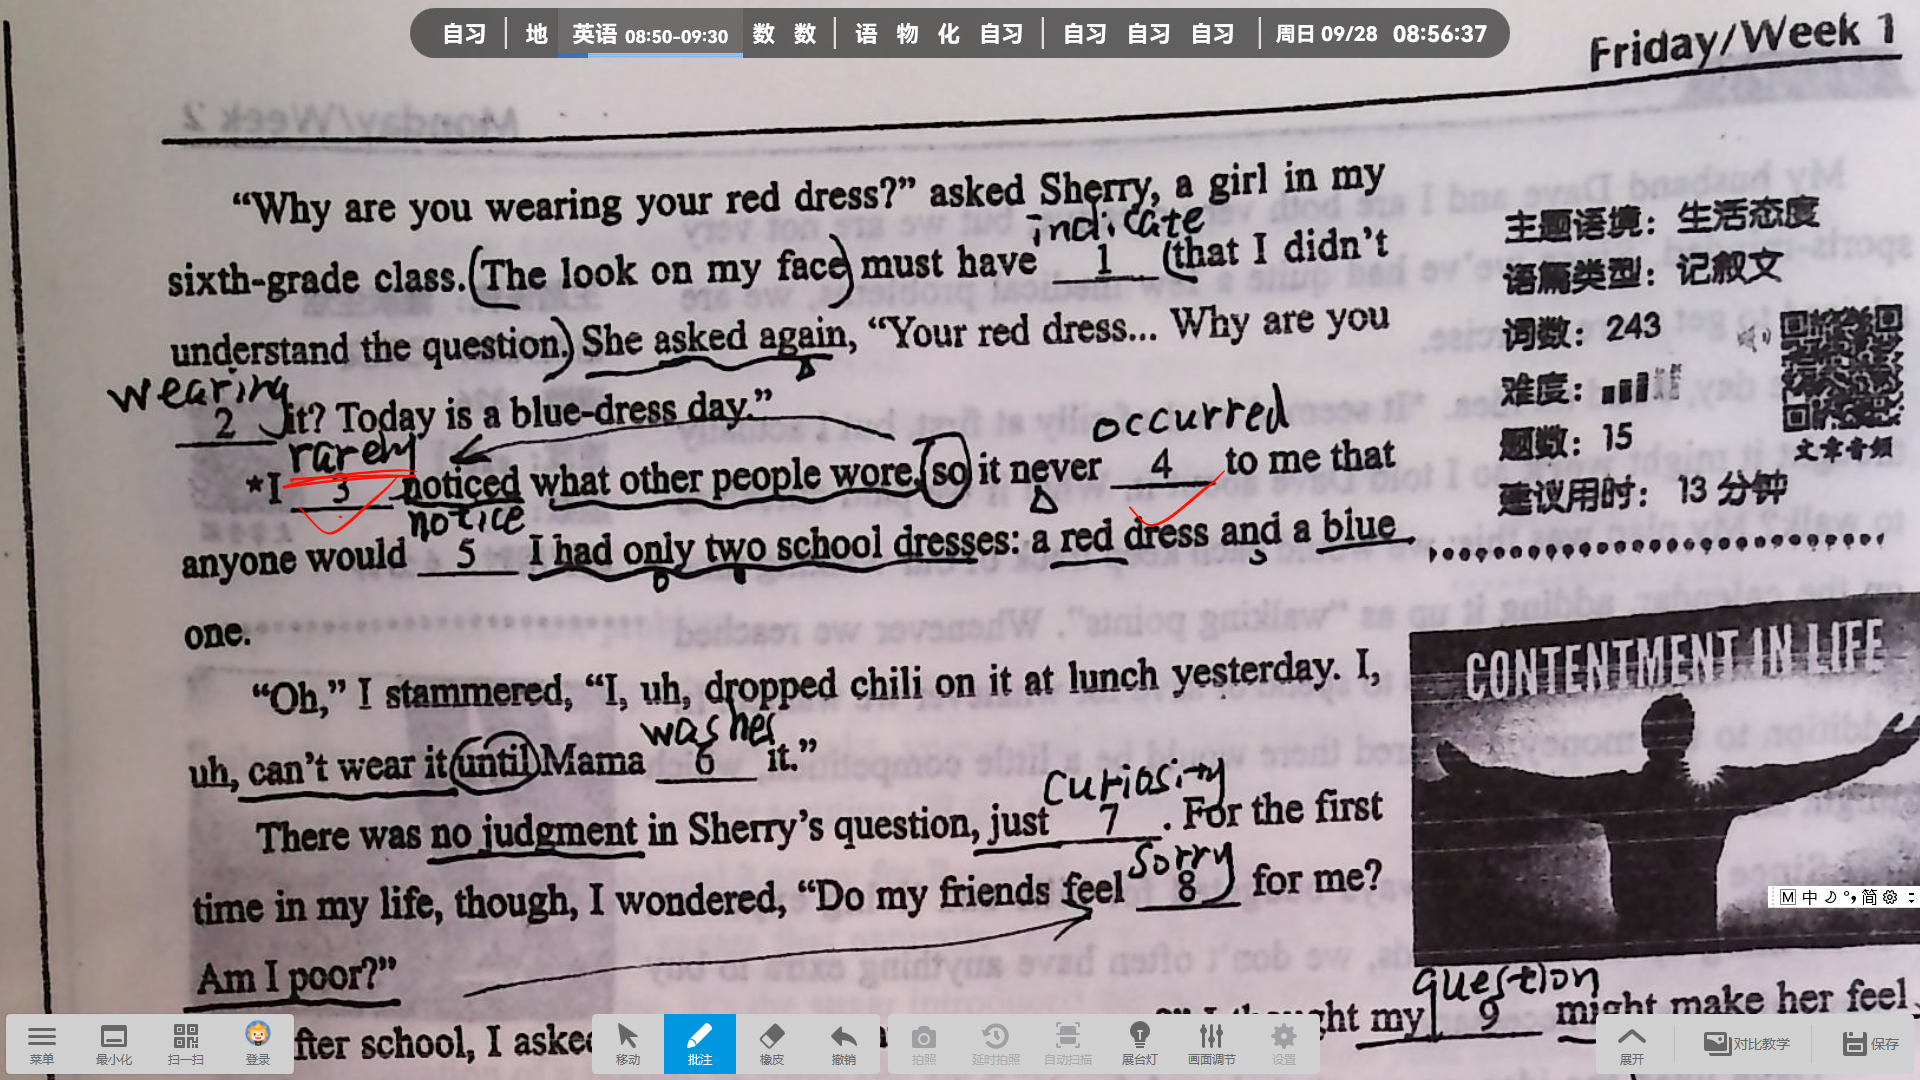 自习 | 地 英语 08:50-09:30 数 数 | 语 物 化 自习 | 自习 自习 自习 | 周日 09/28 08:56:37
Friday/Week 1
Monday/Week 2
“Why are you wearing your red dress?” asked Sherry, a girl in my
indicate
sixth-grade class. (The look on my face) must have 1 (that I didn’t
understand the question.) She asked again, “Your red dress... Why are you
wearing
2 it? Today is a blue-dress day.”
rarely
occurred
*I 3 noticed what other people wore, so it never 4 to me that
notice
anyone would 5 I had only two school dresses: a red dress and a blue
one.
“Oh,” I stammered, “I, uh, dropped chili on it at lunch yesterday. I,
washes
uh, can’t wear it until Mama 6 it.”
curiosity
There was no judgment in Sherry’s question, just 7 . For the first
sorry
time in my life, though, I wondered, “Do my friends feel 8 for me?
Am I poor?”
question
fter school, I aske
ght my 9 might make her feel
主题语境：生活态度
语篇类型：记叙文
词数：243
难度：
题数：15
建议用时：13 分钟
文章音频
CONTENTMENT IN LIFE
M 中 简
菜单 最小化 扫一扫 登录 移动 批注 橡皮 撤销 拍照 延时拍照 自动扫描 展台灯 画面调节 设置 展开 对比教学 保存